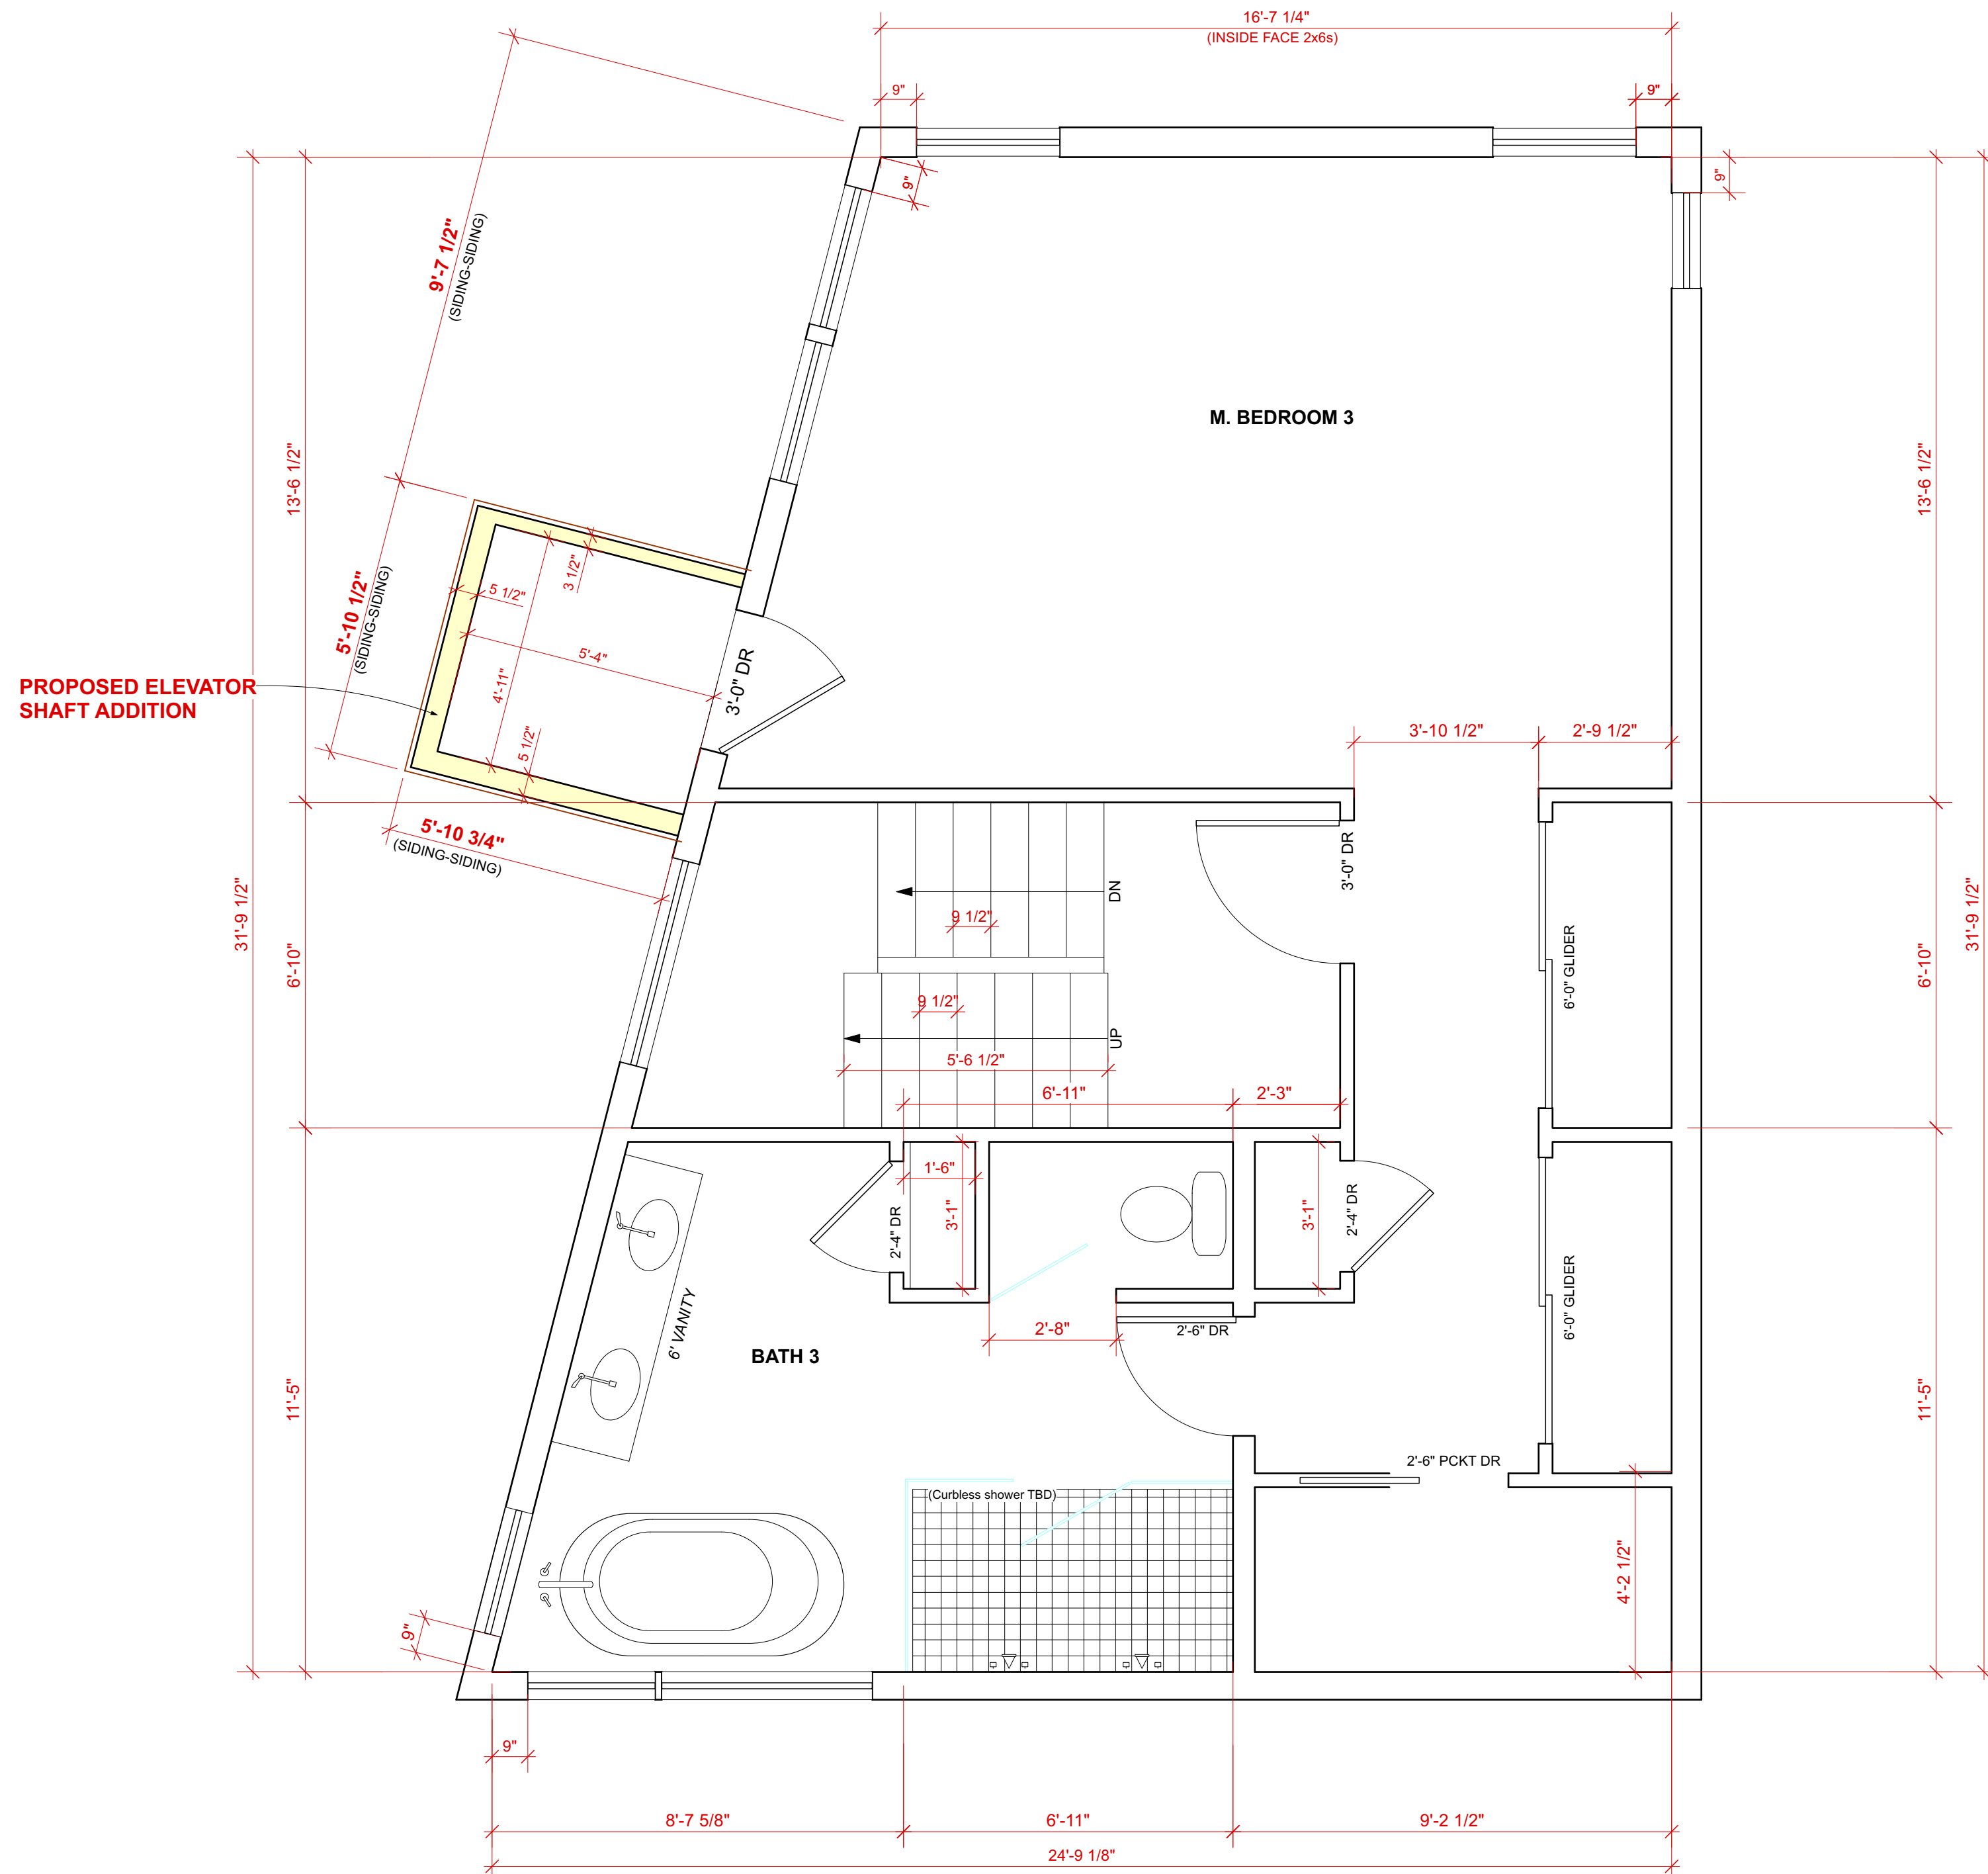 16'-7 1/4"
(INSIDE FACE 2x6s)
9"
9"
9"
9"
9'-7 1/2"
(SIDING-SIDING)
M. BEDROOM 3
13'-6 1/2"
13'-6 1/2"
3 1/2"
5 1/2"
5'-10 1/2"
(SIDING-SIDING)
5'-4"
4'-11"
3'-0" DR
PROPOSED ELEVATOR
SHAFT ADDITION
5 1/2"
3'-10 1/2"
2'-9 1/2"
5'-10 3/4"
(SIDING-SIDING)
3'-0" DR
DN
9 1/2"
31'-9 1/2"
31'-9 1/2"
6'-10"
6'-10"
6'-0" GLIDER
9 1/2"
UP
5'-6 1/2"
6'-11"
2'-3"
1'-6"
3'-1"
2'-4" DR
3'-1"
2'-4" DR
6' VANITY
6'-0" GLIDER
2'-8"
2'-6" DR
BATH 3
11'-5"
11'-5"
2'-6" PCKT DR
(Curbless shower TBD)
4'-2 1/2"
9"
9"
8'-7 5/8"
6'-11"
9'-2 1/2"
24'-9 1/8"